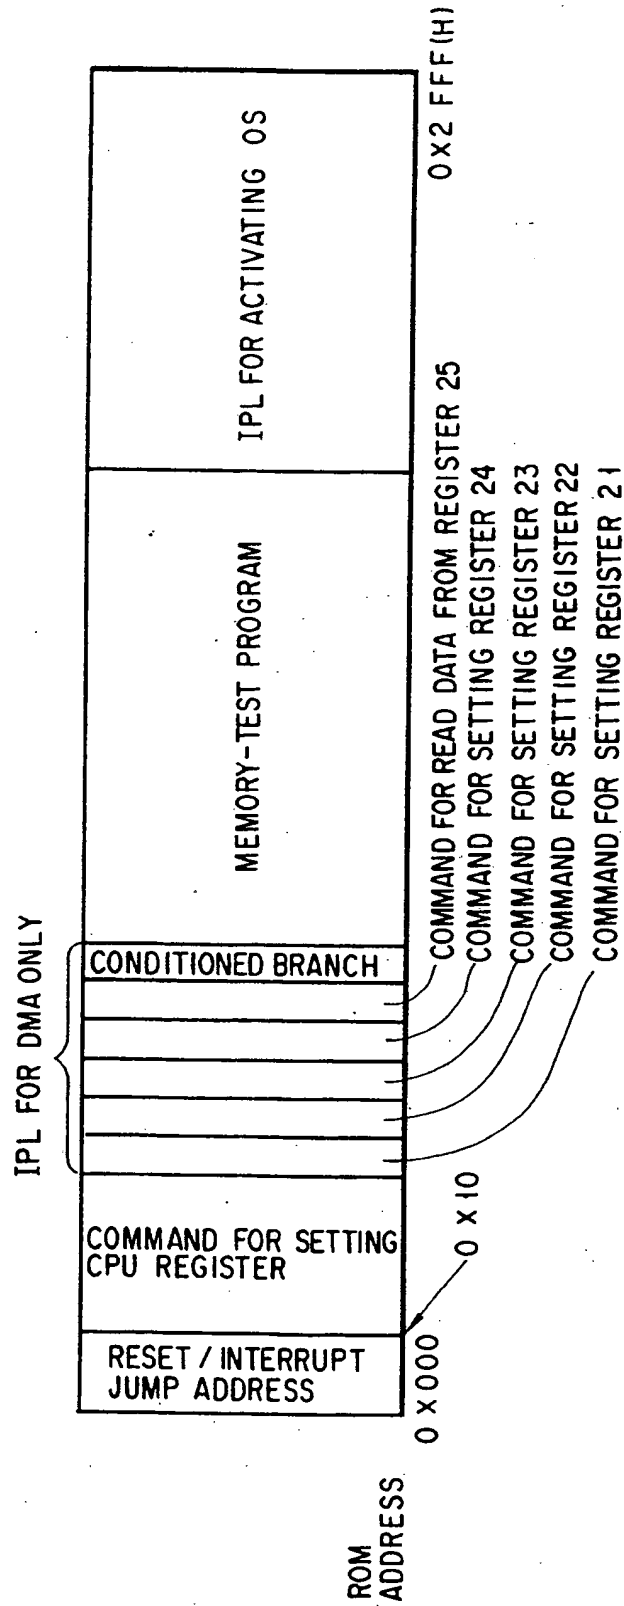 IPL FOR DMA ONLY
RESET / INTERRUPT
JUMP ADDRESS
COMMAND FOR SETTING
CPU REGISTER
CONDITIONED BRANCH
MEMORY-TEST PROGRAM
IPL FOR ACTIVATING OS
ROM
ADDRESS
0 X 000
0 X 10
0X2 FFF(H)
COMMAND FOR READ DATA FROM REGISTER 25
COMMAND FOR SETTING REGISTER 24
COMMAND FOR SETTING REGISTER 23
COMMAND FOR SETTING REGISTER 22
COMMAND FOR SETTING REGISTER 21